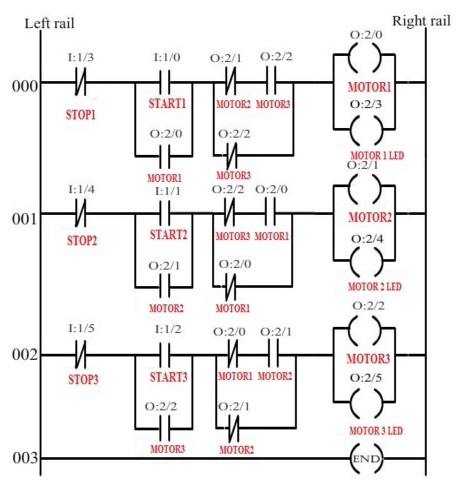 Left rail Right rail
O:2/0
I:1/3 I:1/0 O:2/1 O:2/2
000
MOTOR1
STOP1 START1 MOTOR2 MOTOR3
O:2/3
O:2/0 O:2/2
MOTOR1 MOTOR3 MOTOR 1 LED
O:2/1
I:1/4 I:1/1 O:2/2 O:2/0
001
MOTOR2
STOP2 START2 MOTOR3 MOTOR1
O:2/4
O:2/1 O:2/0
MOTOR 2 LED
MOTOR2 MOTOR1
O:2/2
I:1/5 I:1/2 O:2/0 O:2/1
002
MOTOR3
STOP3 START3 MOTOR1 MOTOR2
O:2/5
O:2/2 O:2/1
MOTOR 3 LED
MOTOR3 MOTOR2
003 END